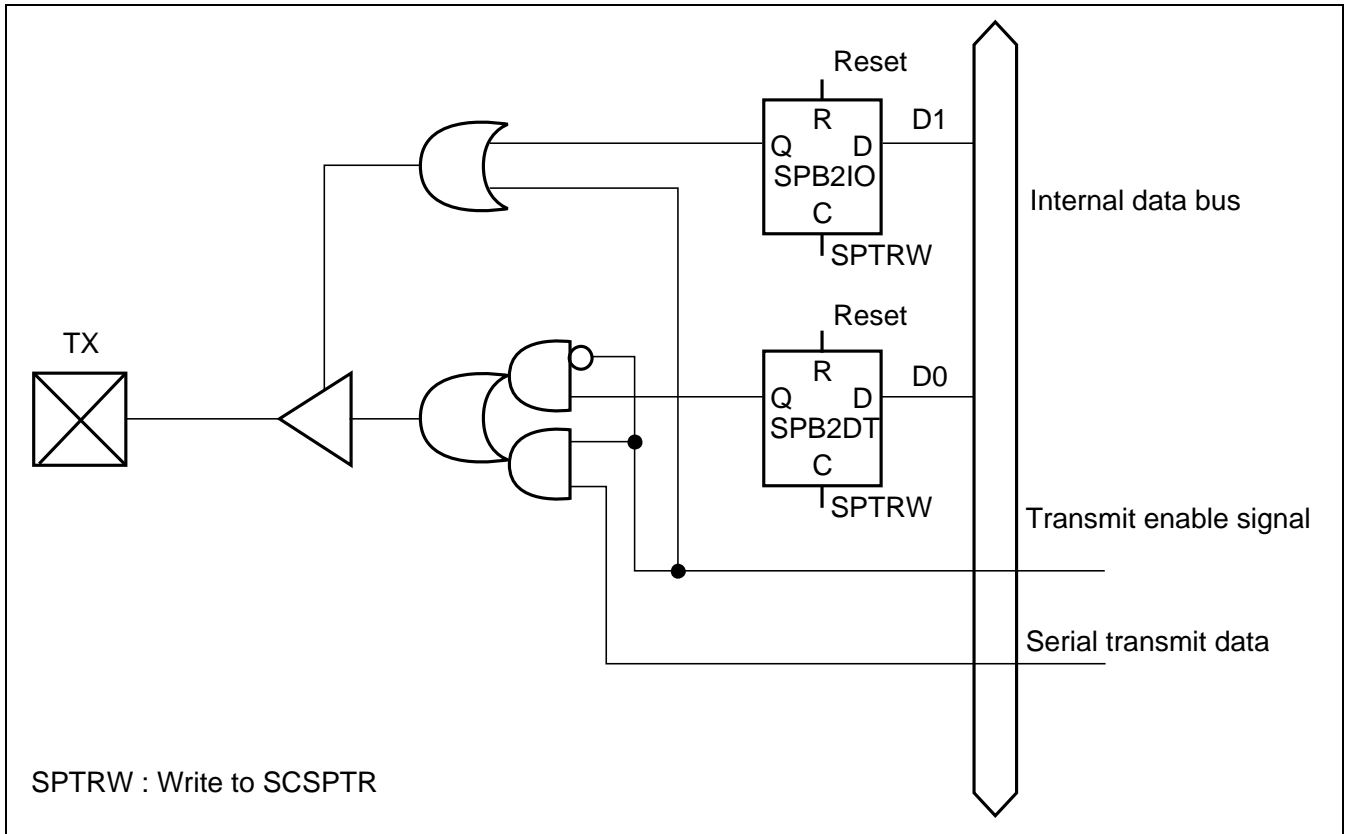 Reset
R
D1
Q D
SPB2IO
C
SPTRW
Internal data bus
Reset
TX
R
D0
Q D
SPB2DT
C
SPTRW
Transmit enable signal
Serial transmit data
SPTRW : Write to SCSPTR